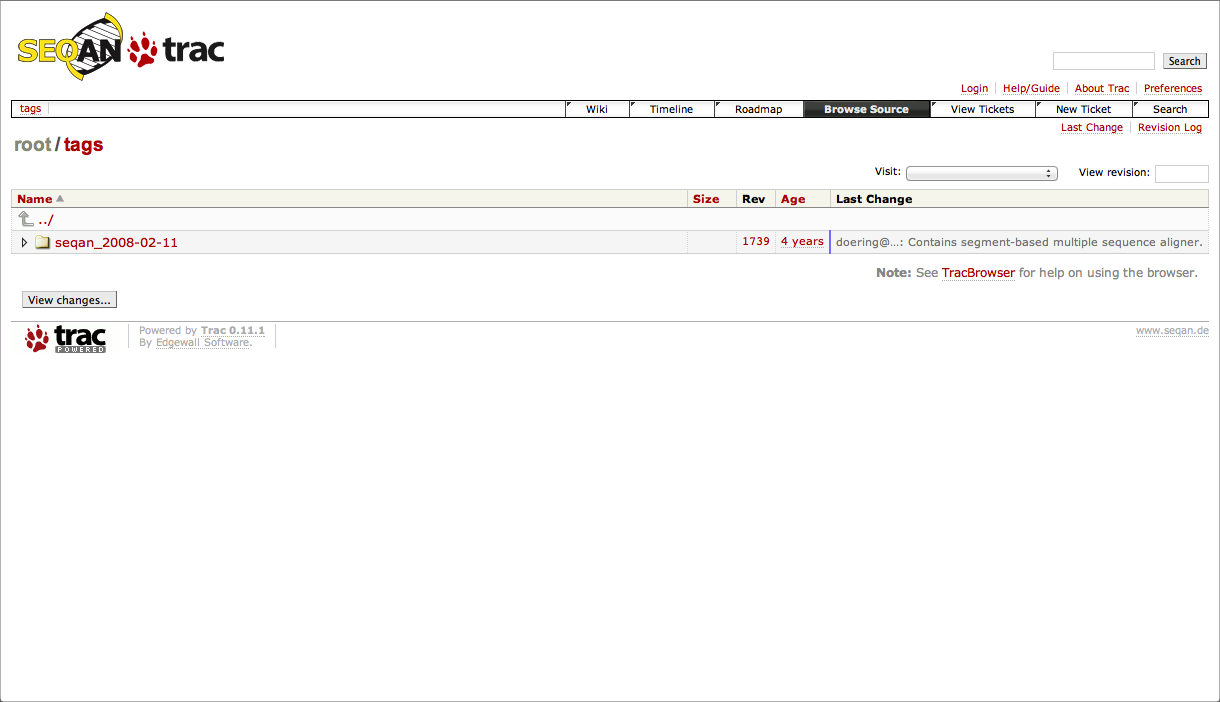 SEQAN trac
Search
Login Help/Guide About Trac Preferences
tags Wiki Timeline Roadmap Browse Source View Tickets New Ticket Search
Last Change Revision Log
root / tags
Visit: View revision:
Name Size Rev Age Last Change
../
seqan_2008-02-11 1739 4 years doering@…: Contains segment-based multiple sequence aligner.
Note: See TracBrowser for help on using the browser.
View changes...
trac POWERED
Powered by Trac 0.11.1
By Edgewall Software.
www.seqan.de